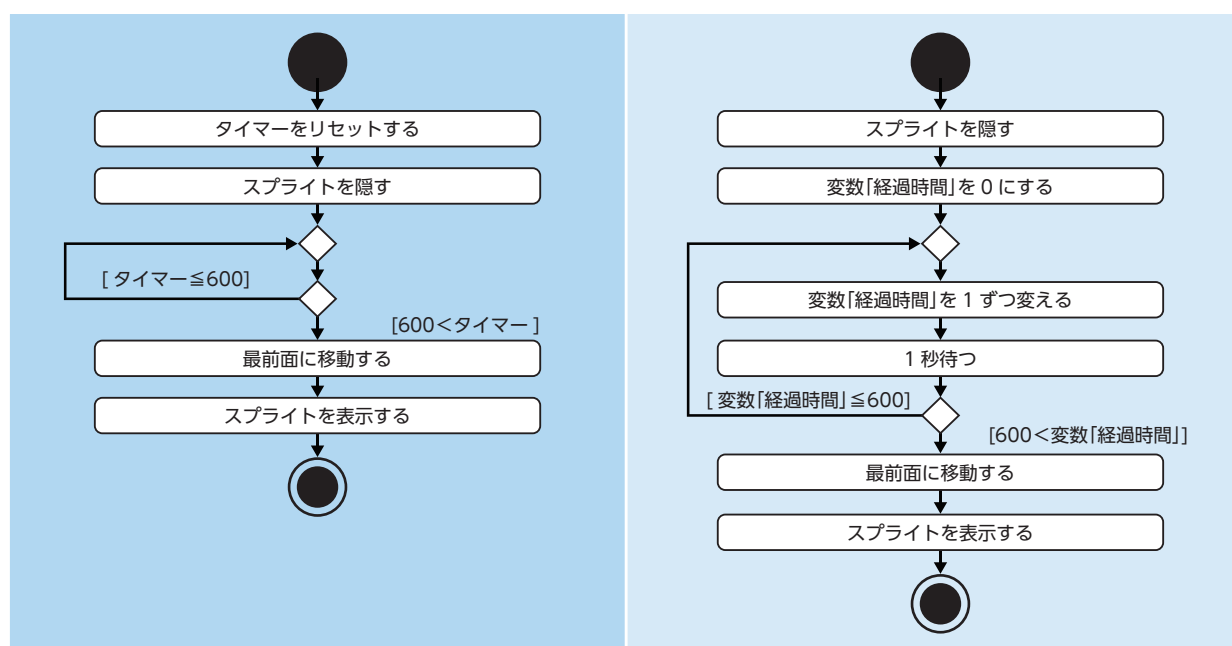 タイマーをリセットする
スプライトを隠す
[ タイマー≦600]
[600＜タイマー ]
最前面に移動する
スプライトを表示する
スプライトを隠す
変数｢経過時間｣を 0 にする
変数｢経過時間｣を 1 ずつ変える
1 秒待つ
[ 変数｢経過時間｣≦600]
[600＜変数｢経過時間｣]
最前面に移動する
スプライトを表示する